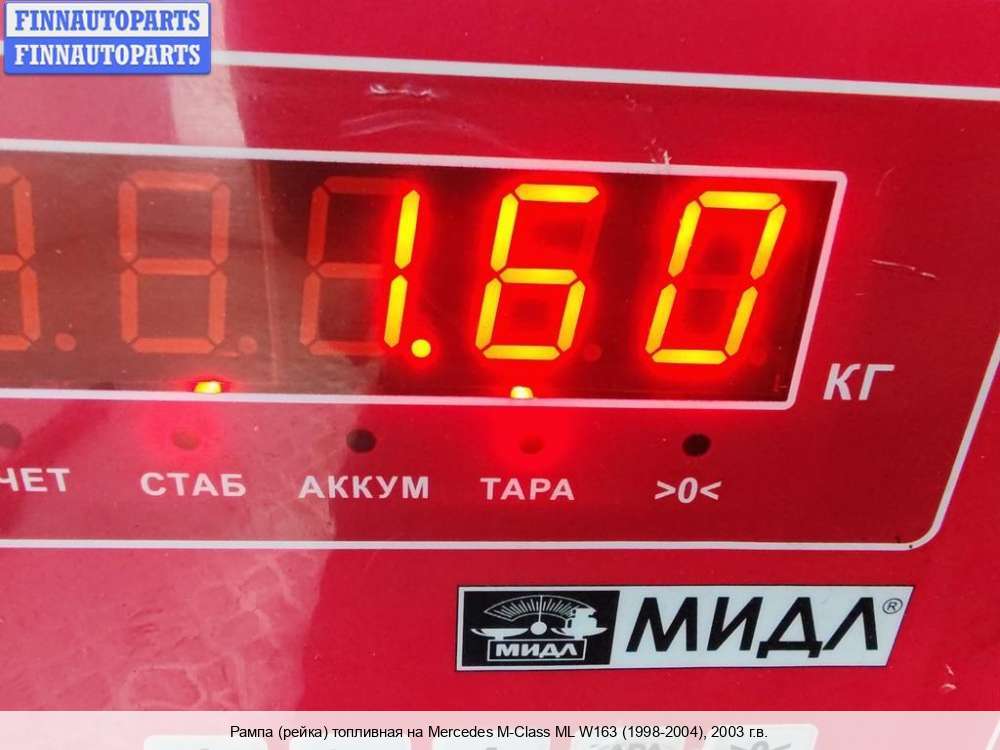 FINNAUTOPARTS
FINNAUTOPARTS
1.60
КГ
ЧЕТ СТАБ АККУМ ТАРА >0<
МИДЛ МИДЛ®
Рампа (рейка) топливная на Mercedes M-Class ML W163 (1998-2004), 2003 г.в.